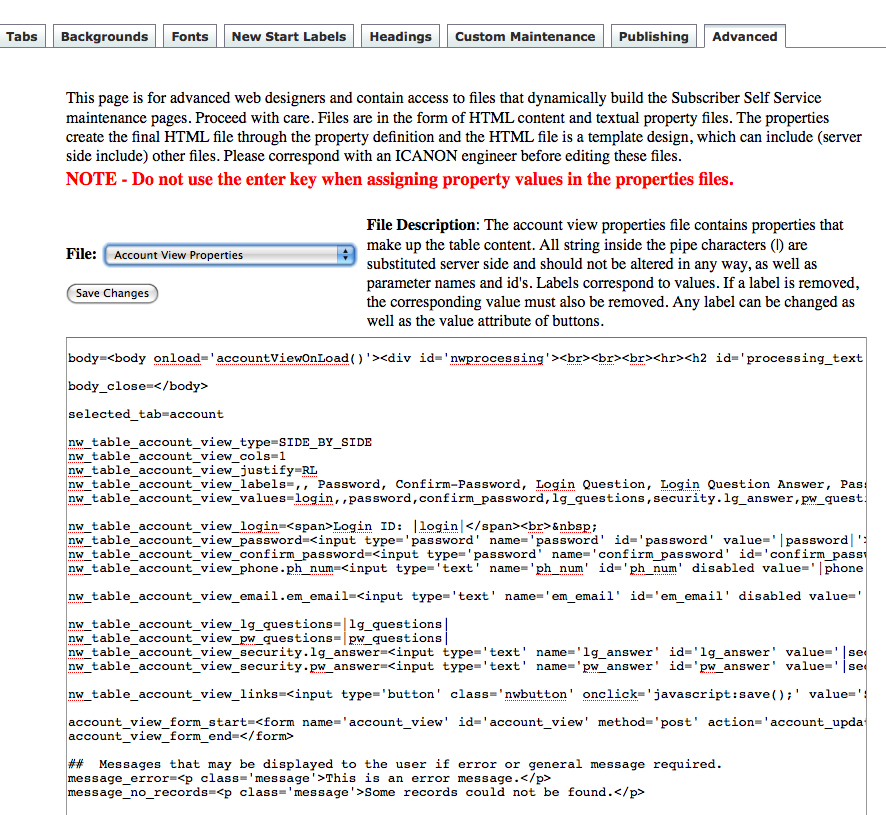 Tabs Backgrounds Fonts New Start Labels Headings Custom Maintenance Publishing Advanced
This page is for advanced web designers and contain access to files that dynamically build the Subscriber Self Service
maintenance pages. Proceed with care. Files are in the form of HTML content and textual property files. The properties
create the final HTML file through the property definition and the HTML file is a template design, which can include (server
side include) other files. Please correspond with an ICANON engineer before editing these files.
NOTE - Do not use the enter key when assigning property values in the properties files.
File: Account View Properties
Save Changes
File Description: The account view properties file contains properties that
make up the table content. All string inside the pipe characters (|) are
substituted server side and should not be altered in any way, as well as
parameter names and id's. Labels correspond to values. If a label is removed,
the corresponding value must also be removed. Any label can be changed as
well as the value attribute of buttons.
body=<body onload='accountViewOnLoad()'><div id='nwprocessing'><br><br><br><hr><h2 id='processing_text
body_close=</body>
selected_tab=account
nw_table_account_view_type=SIDE_BY_SIDE
nw_table_account_view_cols=1
nw_table_account_view_justify=RL
nw_table_account_view_labels=,, Password, Confirm-Password, Login Question, Login Question Answer, Pas
nw_table_account_view_values=login,,password,confirm_password,lg_questions,security.lg_answer,pw_quest
nw_table_account_view_login=<span>Login ID: |login|</span><br>&nbsp;
nw_table_account_view_password=<input type='password' name='password' id='password' value='|password|'
nw_table_account_view_confirm_password=<input type='password' name='confirm_password' id='confirm_pass
nw_table_account_view_phone.ph_num=<input type='text' name='ph_num' id='ph_num' disabled value='|phone
nw_table_account_view_email.em_email=<input type='text' name='em_email' id='em_email' disabled value='
nw_table_account_view_lg_questions=|lg_questions|
nw_table_account_view_pw_questions=|pw_questions|
nw_table_account_view_security.lg_answer=<input type='text' name='lg_answer' id='lg_answer' value='|sec
nw_table_account_view_security.pw_answer=<input type='text' name='pw_answer' id='pw_answer' value='|sec
nw_table_account_view_links=<input type='button' class='nwbutton' onclick='javascript:save();' value='S
account_view_form_start=<form name='account_view' id='account_view' method='post' action='account_upda
account_view_form_end=</form>
## Messages that may be displayed to the user if error or general message required.
message_error=<p class='message'>This is an error message.</p>
message_no_records=<p class='message'>Some records could not be found.</p>